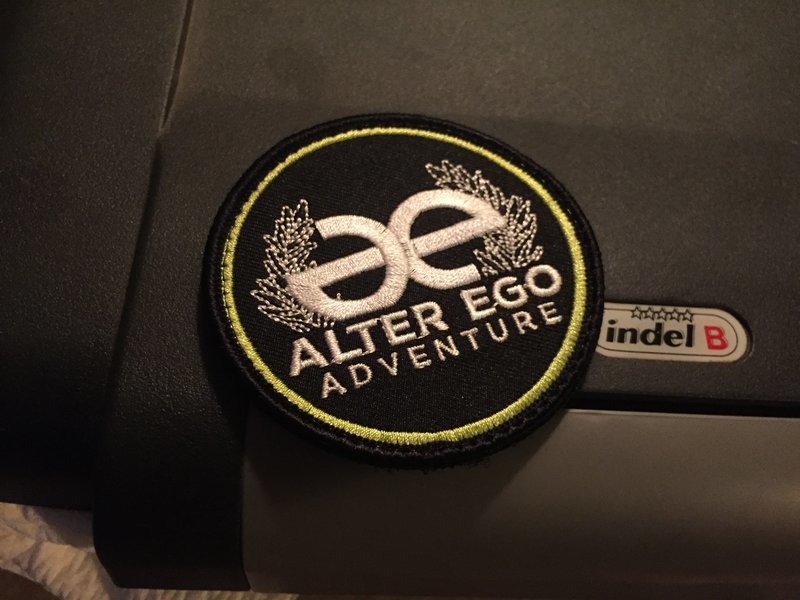 ae
ALTER EGO
ADVENTURE
indel B